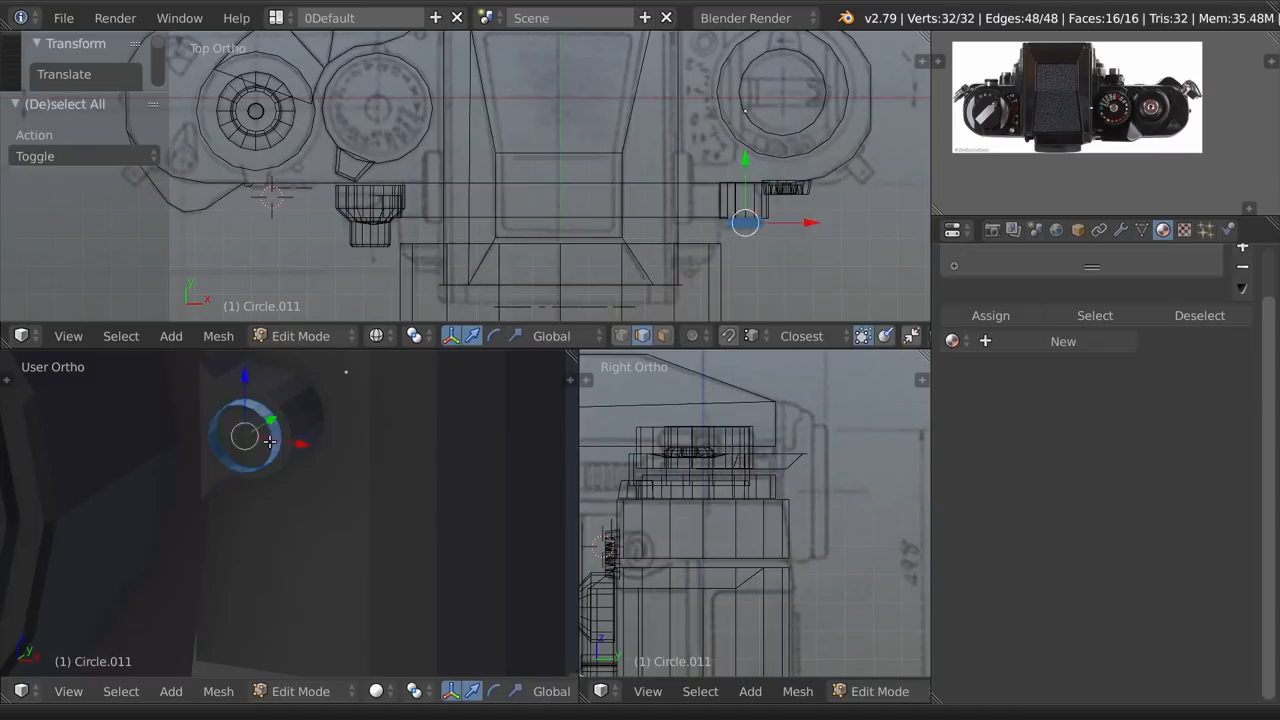 File Render Window Help
0Default
Scene
Blender Render
v2.79 | Verts:32/32 | Edges:48/48 | Faces:16/16 | Tris:32 | Mem:35.48M
Transform
Translate
(De)select All
Action
Toggle
Top Ortho
(1) Circle.011
View Select Add Mesh Edit Mode Global Closest
Assign Select Deselect
New
User Ortho
(1) Circle.011
View Select Add Mesh Edit Mode Global
Right Ortho
(1) Circle.011
View Select Add Mesh Edit Mode